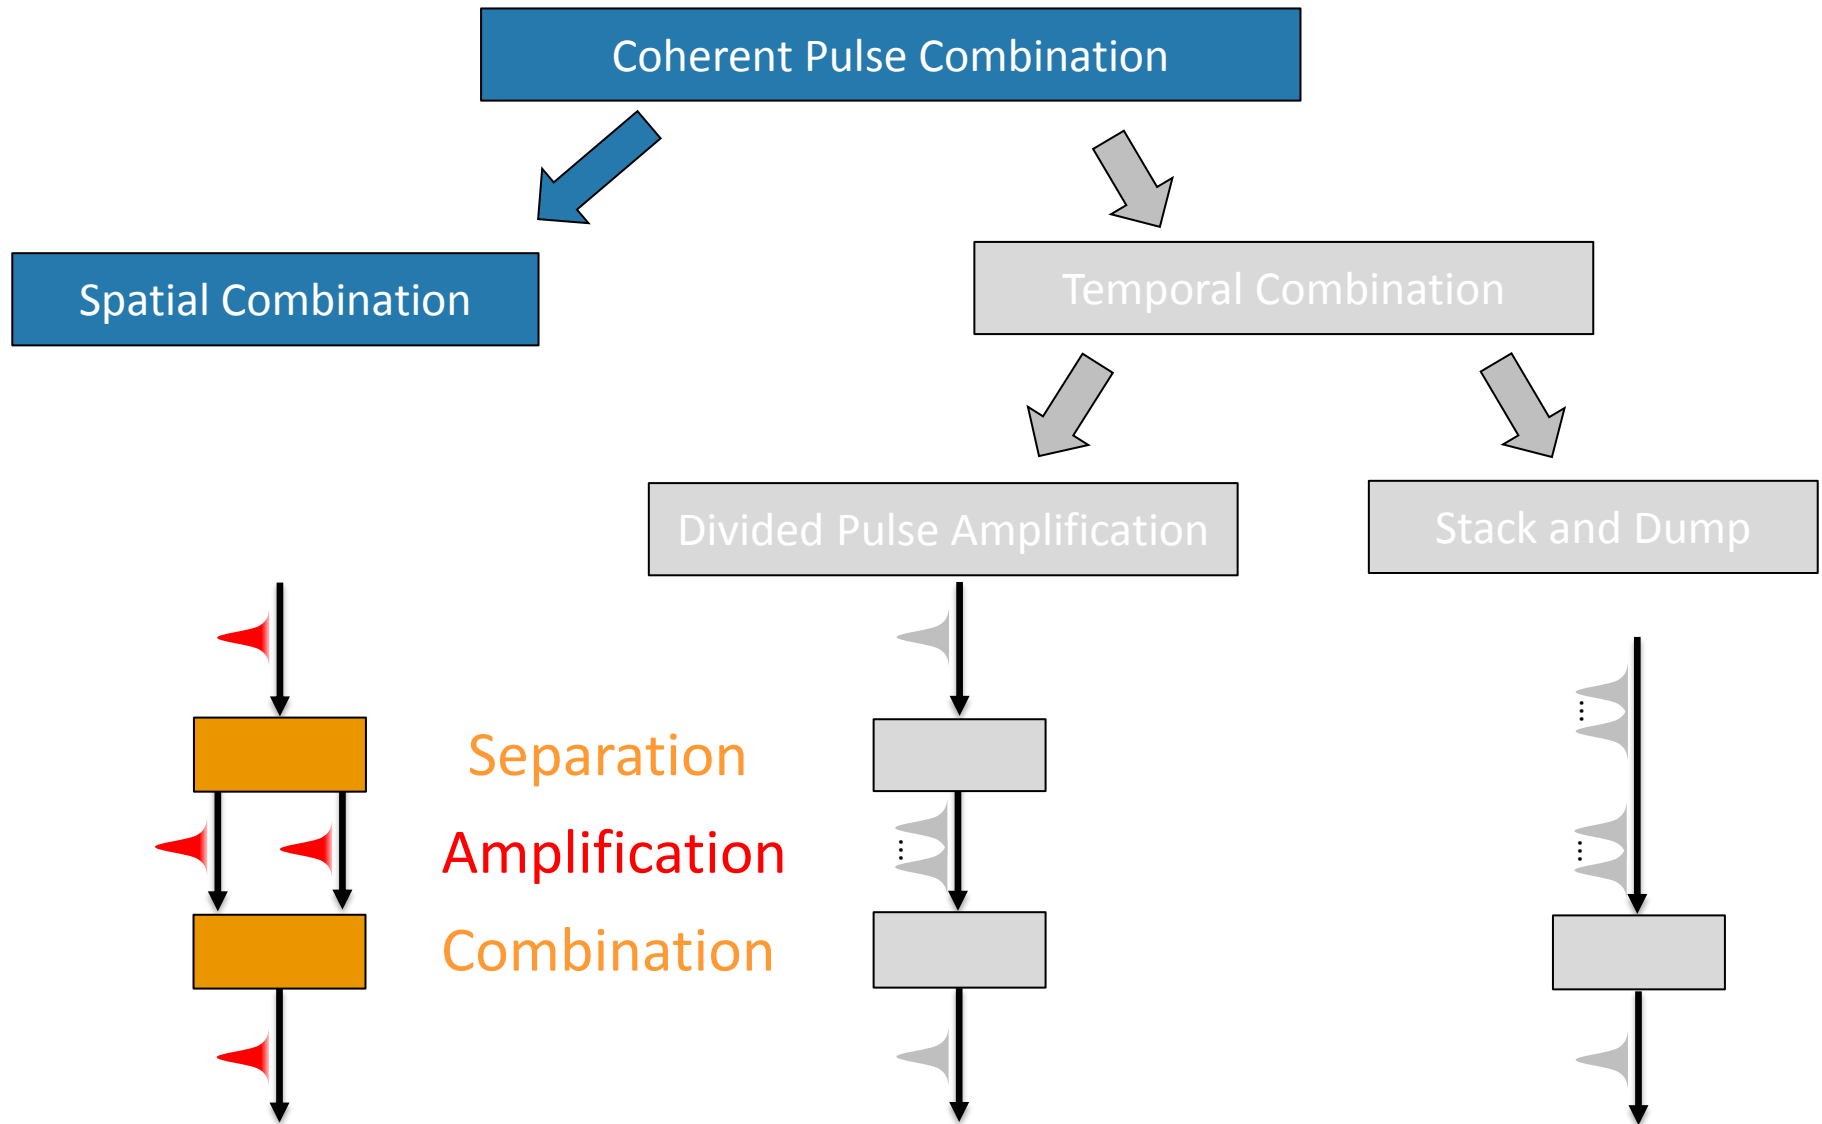 Coherent Pulse Combination
Spatial Combination
Temporal Combination
Divided Pulse Amplification
Stack and Dump
Separation
Amplification
Combination